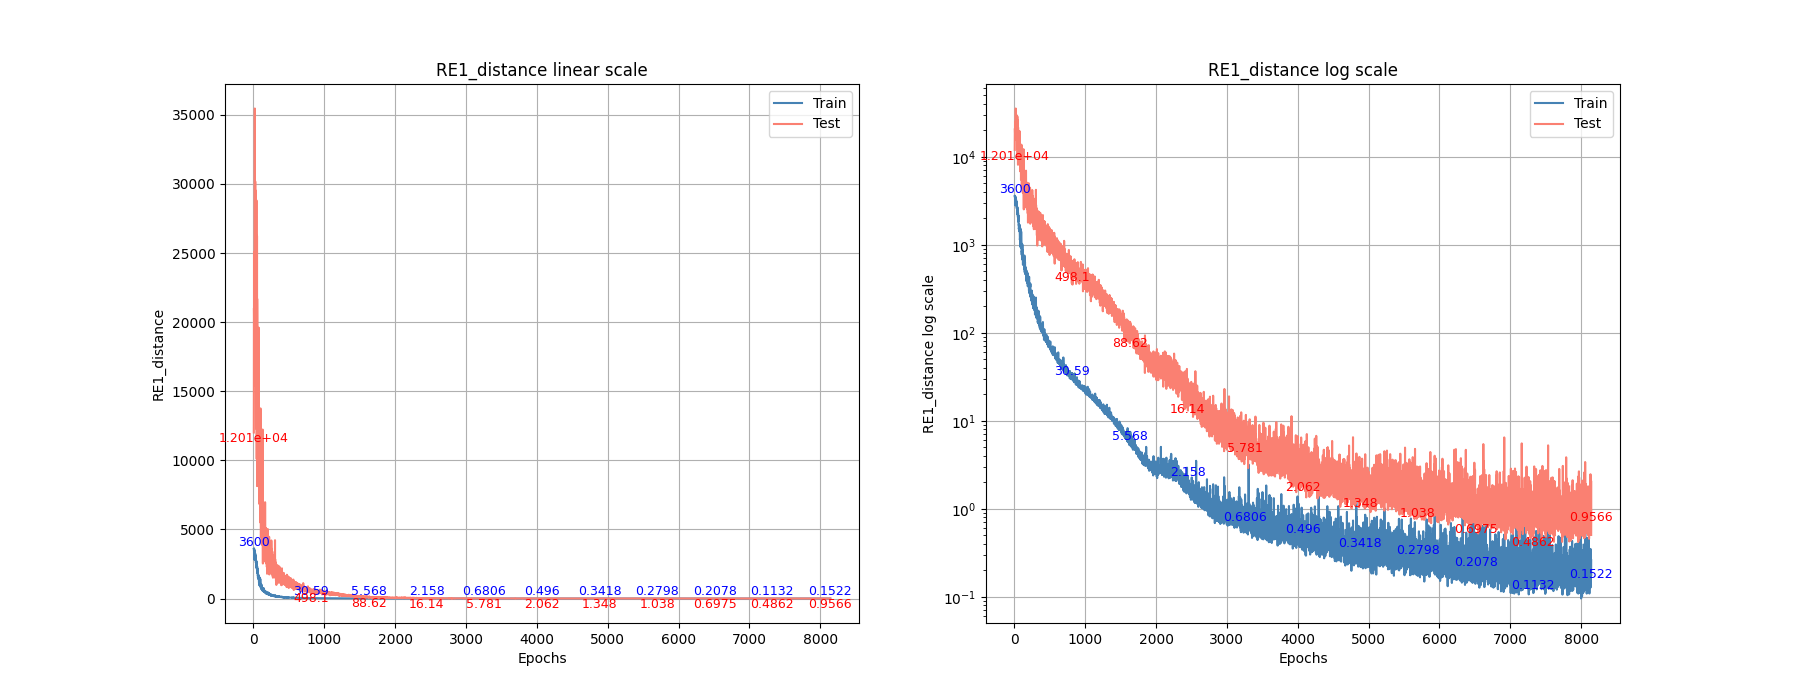 RE1_distance linear scale
Train
Test
35000
30000
25000
20000
15000
10000
5000
0
RE1_distance
1.201e+04
3600
30.59 5.568 2.158 0.6806 0.496 0.3418 0.2798 0.2078 0.1132 0.1522
498.1 88.62 16.14 5.781 2.062 1.348 1.038 0.6975 0.4862 0.9566
0 1000 2000 3000 4000 5000 6000 7000 8000
Epochs
RE1_distance log scale
Train
Test
10^4
10^3
10^2
10^1
10^0
10^-1
RE1_distance log scale
1.201e+04
3600
498.1
88.62
30.59
16.14
5.568
5.781
2.158
2.062
1.348
1.038
0.6975
0.4862
0.9566
0.6806
0.496
0.3418
0.2798
0.2078
0.1132
0.1522
0 1000 2000 3000 4000 5000 6000 7000 8000
Epochs